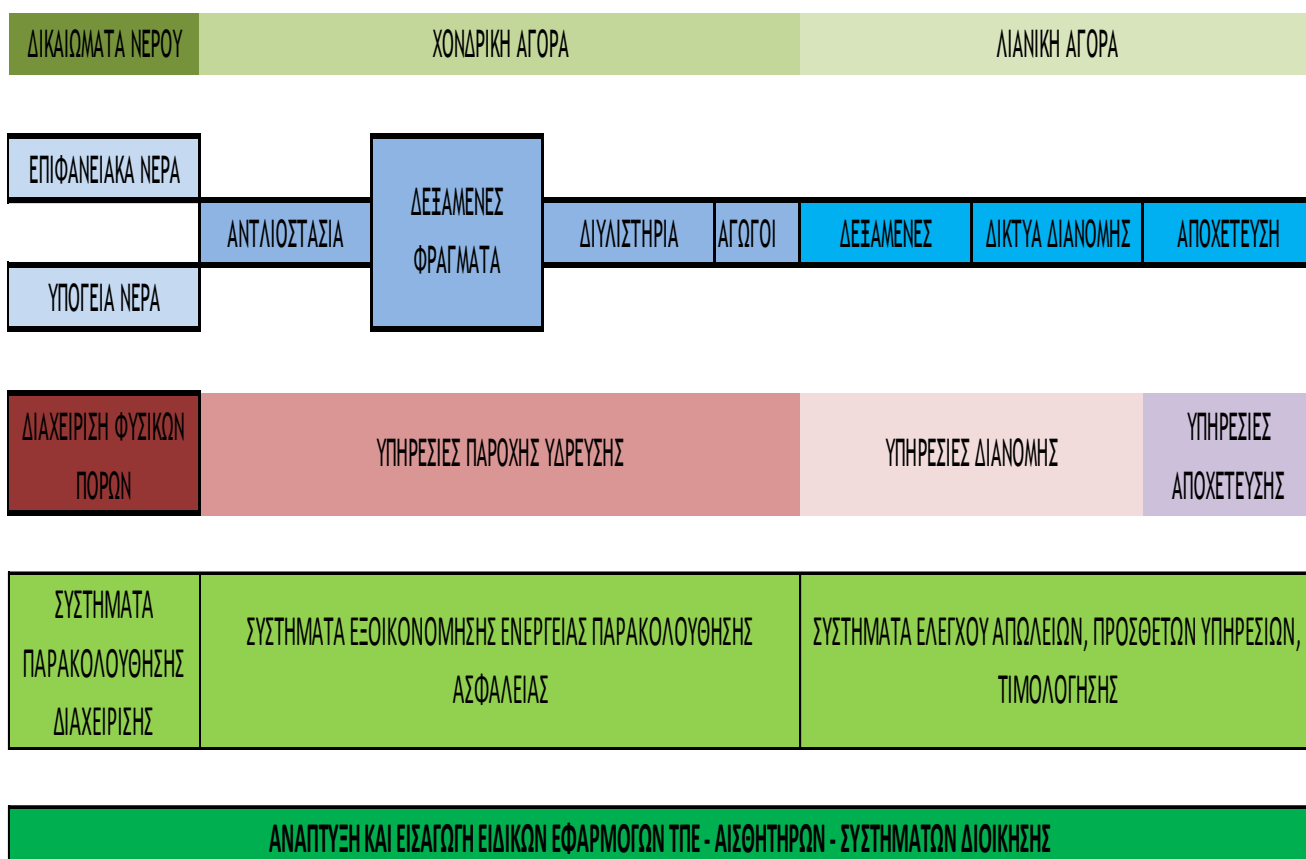 ΔΙΚΑΙΩΜΑΤΑ ΝΕΡΟΥ
ΧΟΝΔΡΙΚΗ ΑΓΟΡΑ
ΛΙΑΝΙΚΗ ΑΓΟΡΑ
ΕΠΙΦΑΝΕΙΑΚΑ ΝΕΡΑ
ΑΝΤΛΙΟΣΤΑΣΙΑ
ΔΕΞΑΜΕΝΕΣ
ΦΡΑΓΜΑΤΑ
ΔΙΥΛΙΣΤΗΡΙΑ
ΑΓΩΓΟΙ
ΔΕΞΑΜΕΝΕΣ
ΔΙΚΤΥΑ ΔΙΑΝΟΜΗΣ
ΑΠΟΧΕΤΕΥΣΗ
ΥΠΟΓΕΙΑ ΝΕΡΑ
ΔΙΑΧΕΙΡΙΣΗ ΦΥΣΙΚΩΝ
ΠΟΡΩΝ
ΥΠΗΡΕΣΙΕΣ ΠΑΡΟΧΗΣ ΥΔΡΕΥΣΗΣ
ΥΠΗΡΕΣΙΕΣ ΔΙΑΝΟΜΗΣ
ΥΠΗΡΕΣΙΕΣ
ΑΠΟΧΕΤΕΥΣΗΣ
ΣΥΣΤΗΜΑΤΑ
ΠΑΡΑΚΟΛΟΥΘΗΣΗΣ
ΔΙΑΧΕΙΡΙΣΗΣ
ΣΥΣΤΗΜΑΤΑ ΕΞΟΙΚΟΝΟΜΗΣΗΣ ΕΝΕΡΓΕΙΑΣ ΠΑΡΑΚΟΛΟΥΘΗΣΗΣ
ΑΣΦΑΛΕΙΑΣ
ΣΥΣΤΗΜΑΤΑ ΕΛΕΓΧΟΥ ΑΠΩΛΕΙΩΝ, ΠΡΟΣΘΕΤΩΝ ΥΠΗΡΕΣΙΩΝ,
ΤΙΜΟΛΟΓΗΣΗΣ
ΑΝΑΠΤΥΞΗ ΚΑΙ ΕΙΣΑΓΩΓΗ ΕΙΔΙΚΩΝ ΕΦΑΡΜΟΓΩΝ ΤΠΕ - ΑΙΣΘΗΤΗΡΩΝ - ΣΥΣΤΗΜΑΤΩΝ ΔΙΟΙΚΗΣΗΣ